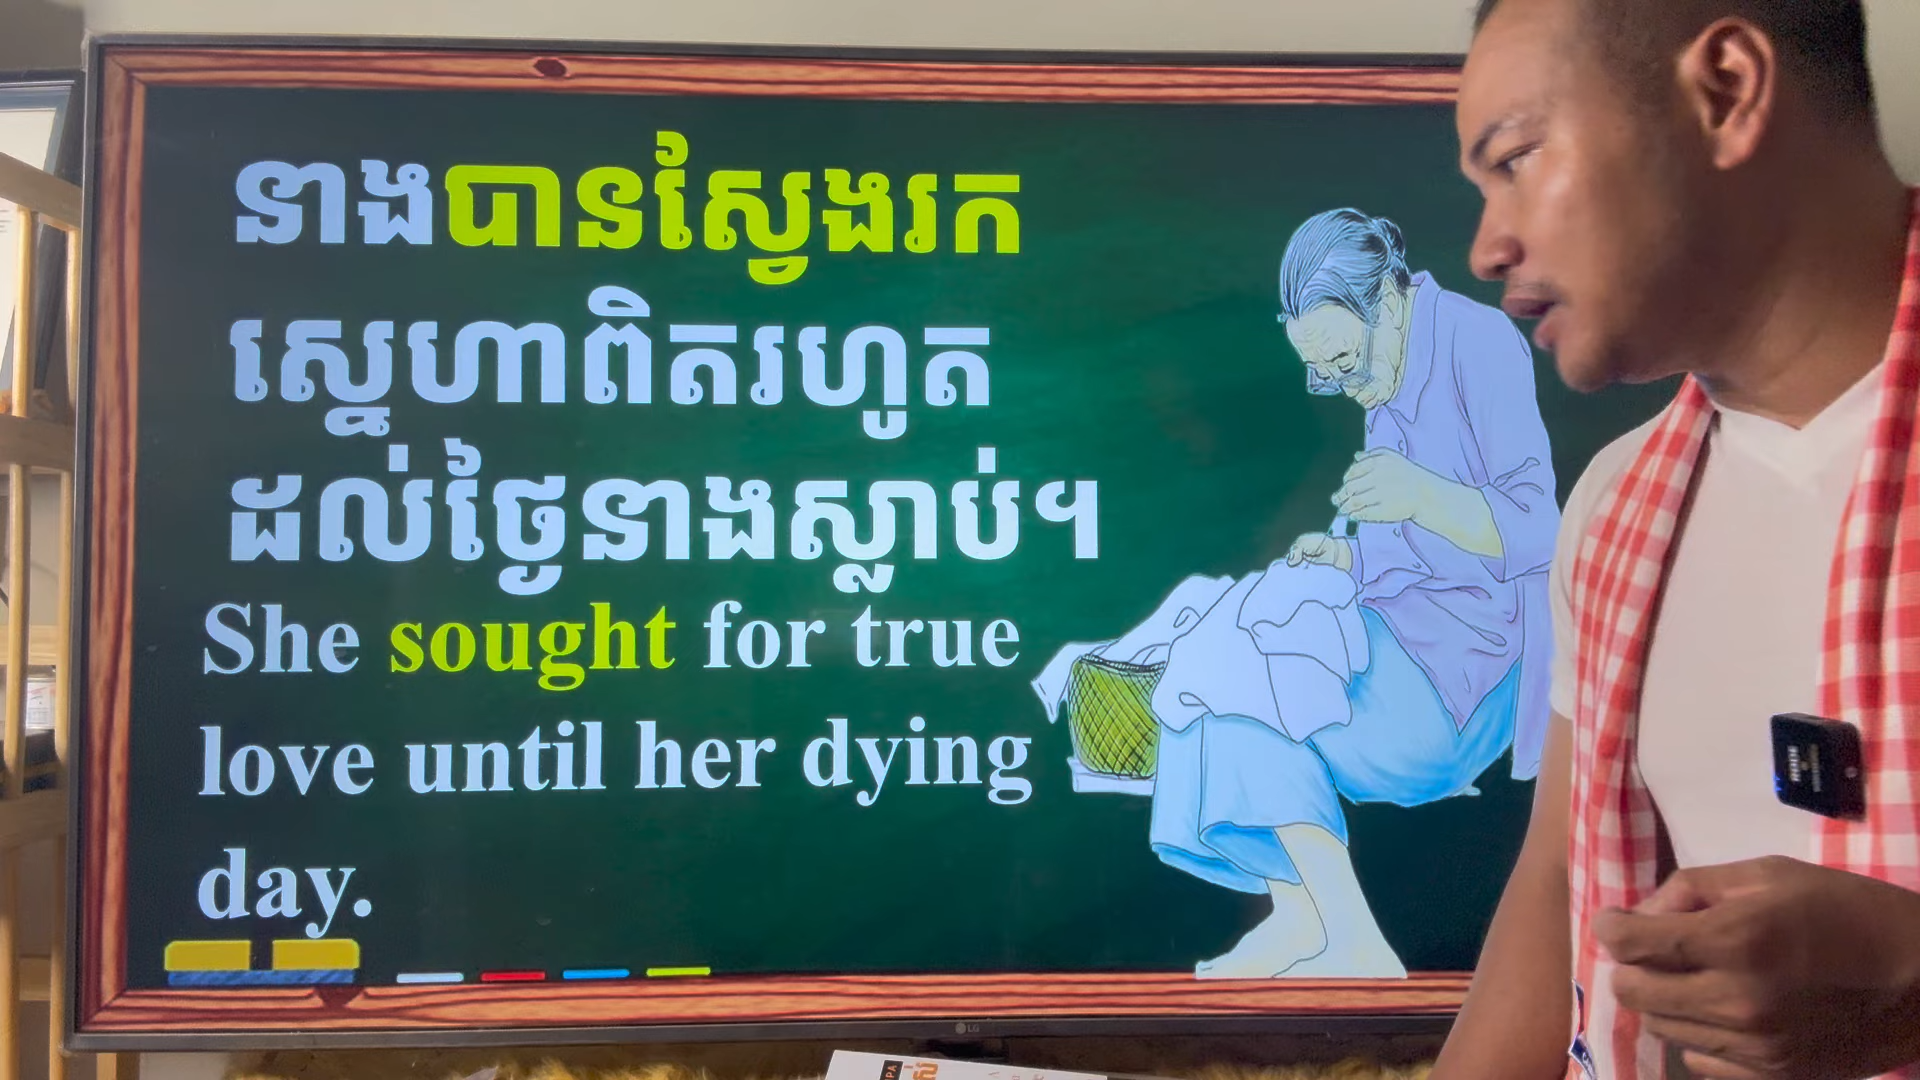 នាងបានស្វែងរក
ស្នេហាពិតរហូត
ដល់ថ្ងៃនាងស្លាប់។
She sought for true
love until her dying
day.
LG